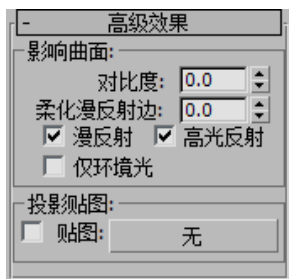 - 高级效果
影响曲面:
对比度: 0.0
柔化漫反射边: 0.0
漫反射 高光反射
仅环境光
投影贴图:
贴图: 无